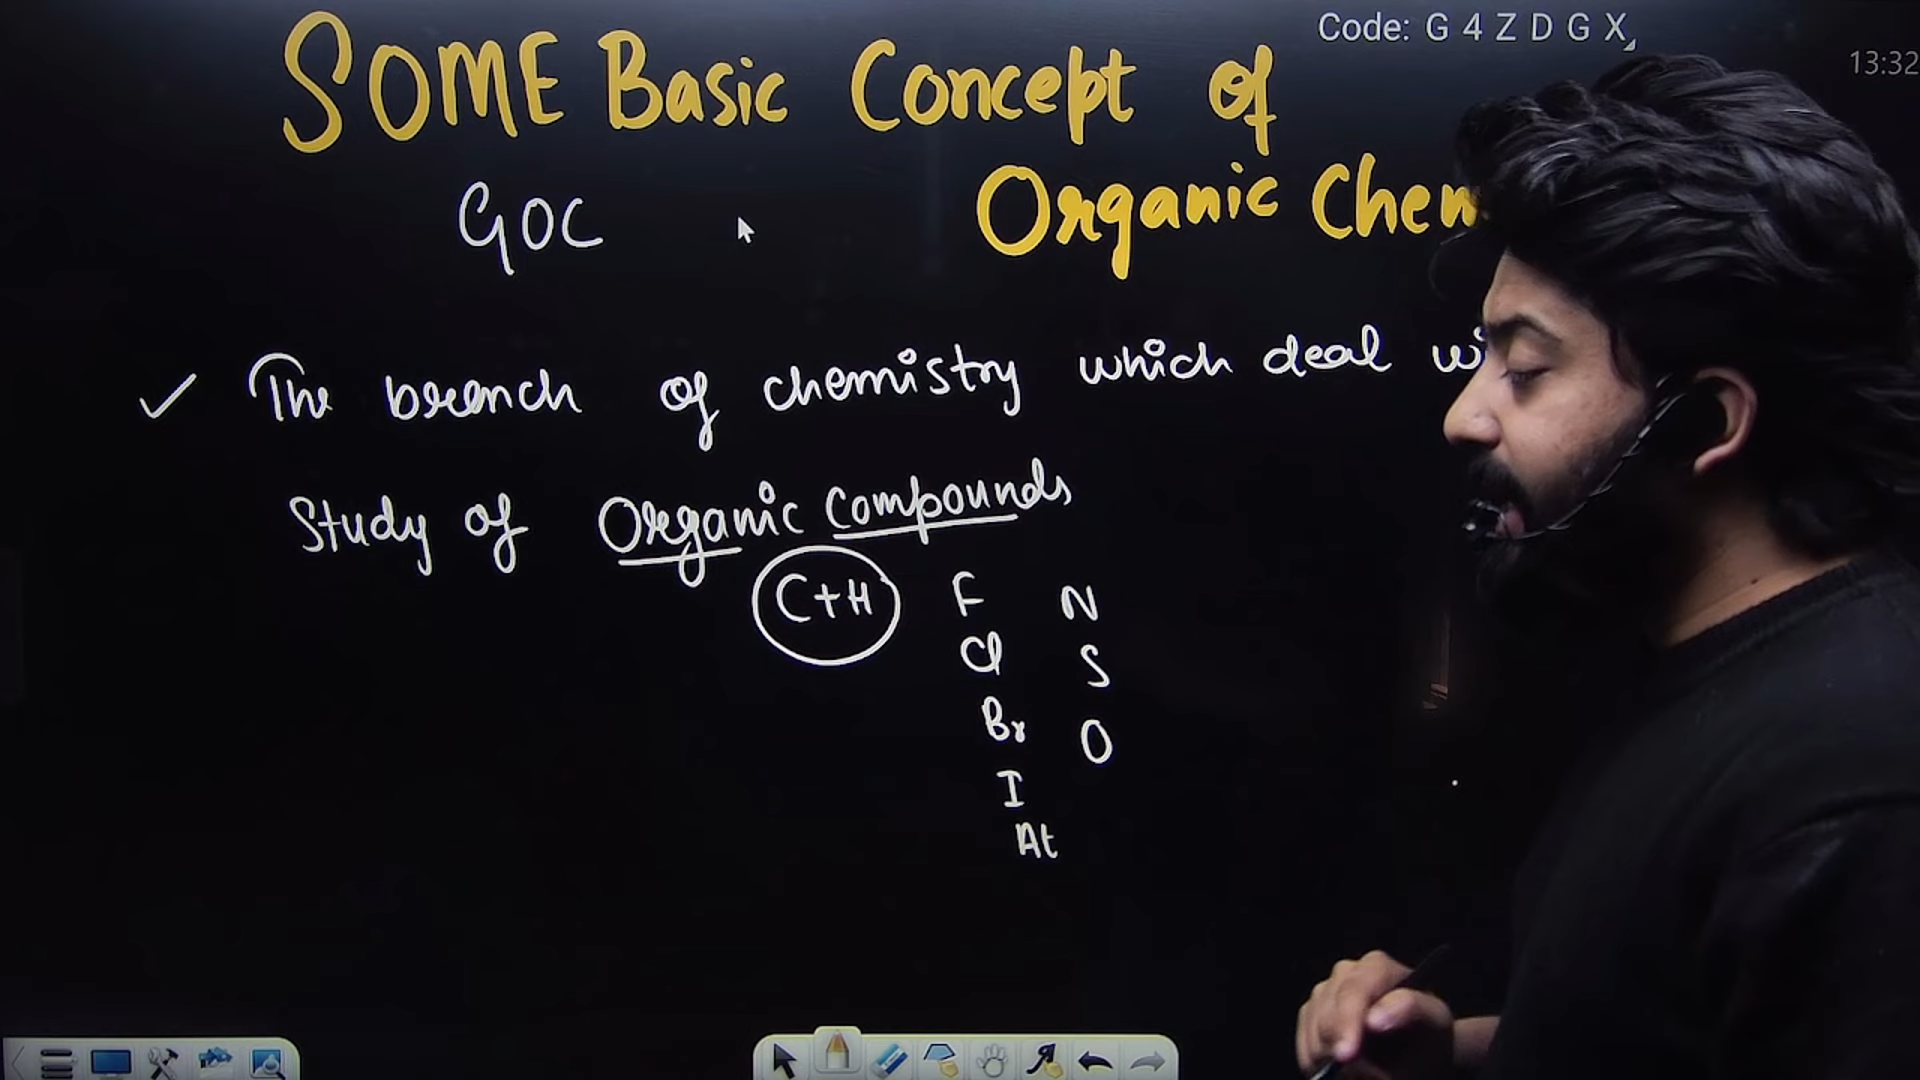 Code: G 4 Z D G X
13:32
SOME Basic Concept of
Organic Chem
GOC
✓ The branch of chemistry which deal wi
Study of Organic Compounds
C+H F N
Cl S
Br O
I
At